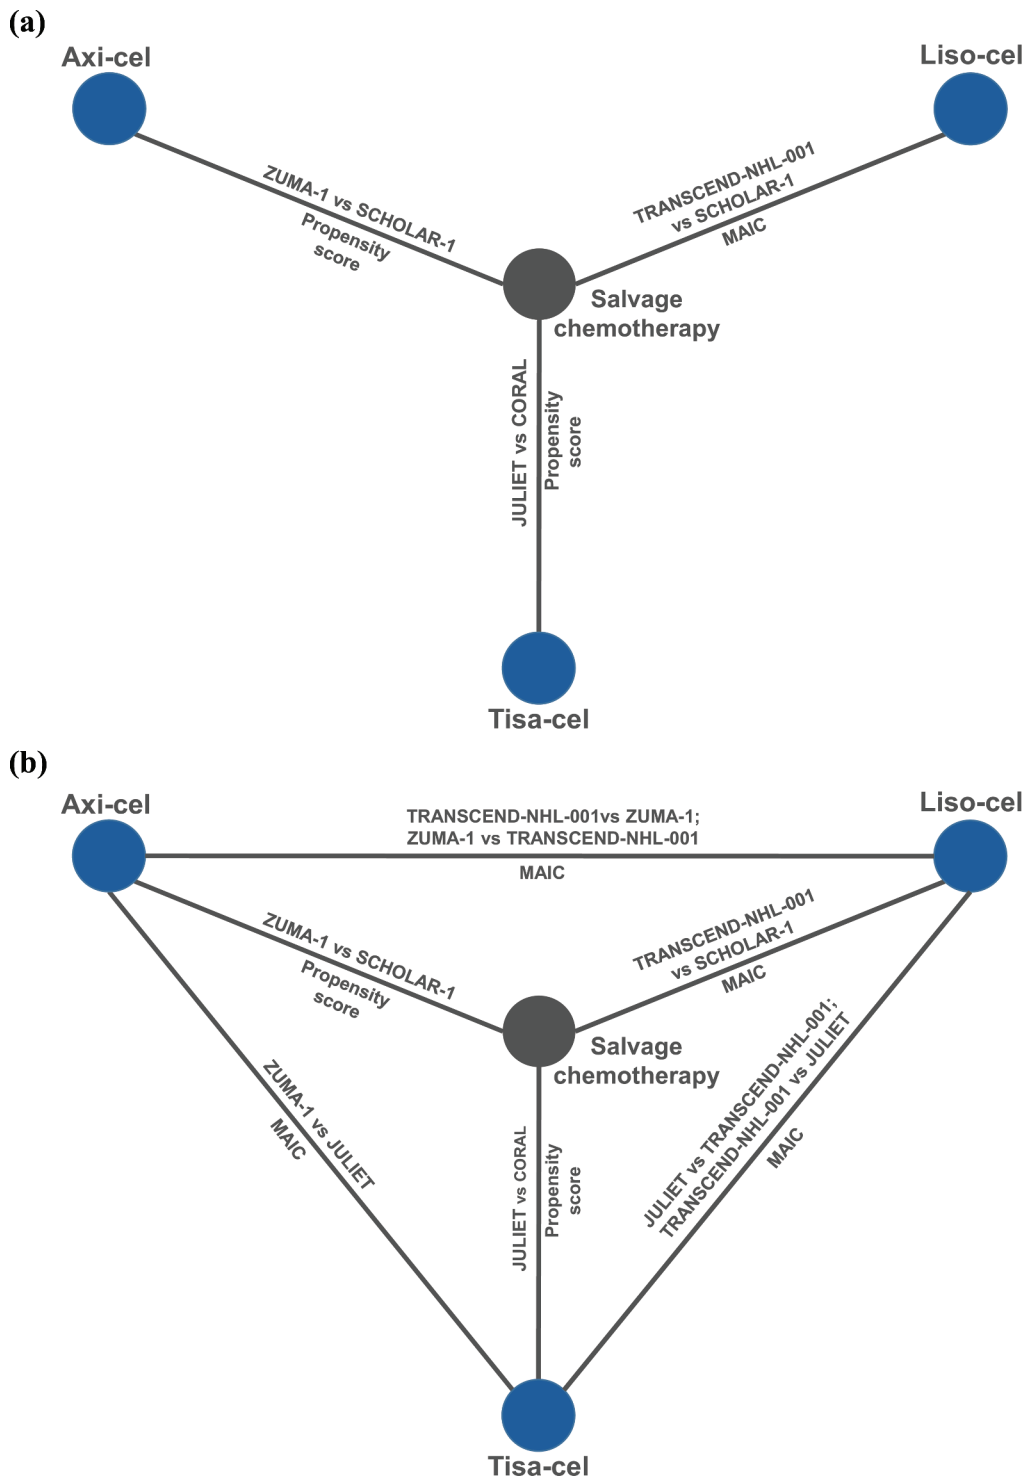 (a)
Axi-cel
Liso-cel
ZUMA-1 vs SCHOLAR-1
Propensity
score
TRANSCEND-NHL-001
vs SCHOLAR-1
MAIC
Salvage
chemotherapy
JULIET vs CORAL
Propensity
score
Tisa-cel
(b)
Axi-cel
Liso-cel
TRANSCEND-NHL-001vs ZUMA-1;
ZUMA-1 vs TRANSCEND-NHL-001
MAIC
ZUMA-1 vs SCHOLAR-1
Propensity
score
TRANSCEND-NHL-001
vs SCHOLAR-1
MAIC
Salvage
chemotherapy
ZUMA-1 vs JULIET
MAIC
JULIET vs CORAL
Propensity
score
JULIET vs TRANSCEND-NHL-001;
TRANSCEND-NHL-001 vs JULIET
MAIC
Tisa-cel